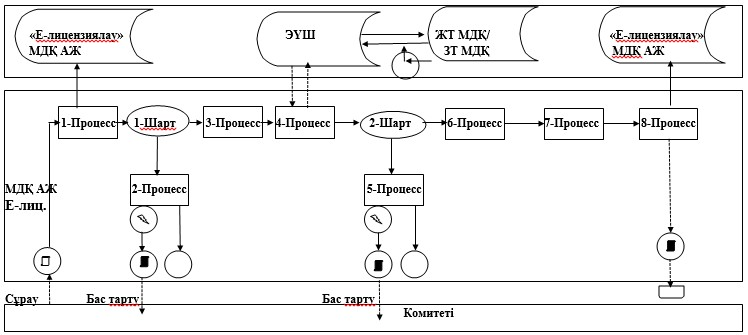 «Е-лицензиялау»
МДҚ АЖ
ЭҮШ
ЖТ МДҚ/
ЗТ МДҚ
«Е-лицензиялау»
МДҚ АЖ
1-Процесс
1-Шарт
3-Процесс
4-Процесс
2-Шарт
6-Процесс
7-Процесс
8-Процесс
2-Процесс
5-Процесс
МДҚ АЖ
Е-лиц.
Сұрау
Бас тарту
Бас тарту
Комитеті